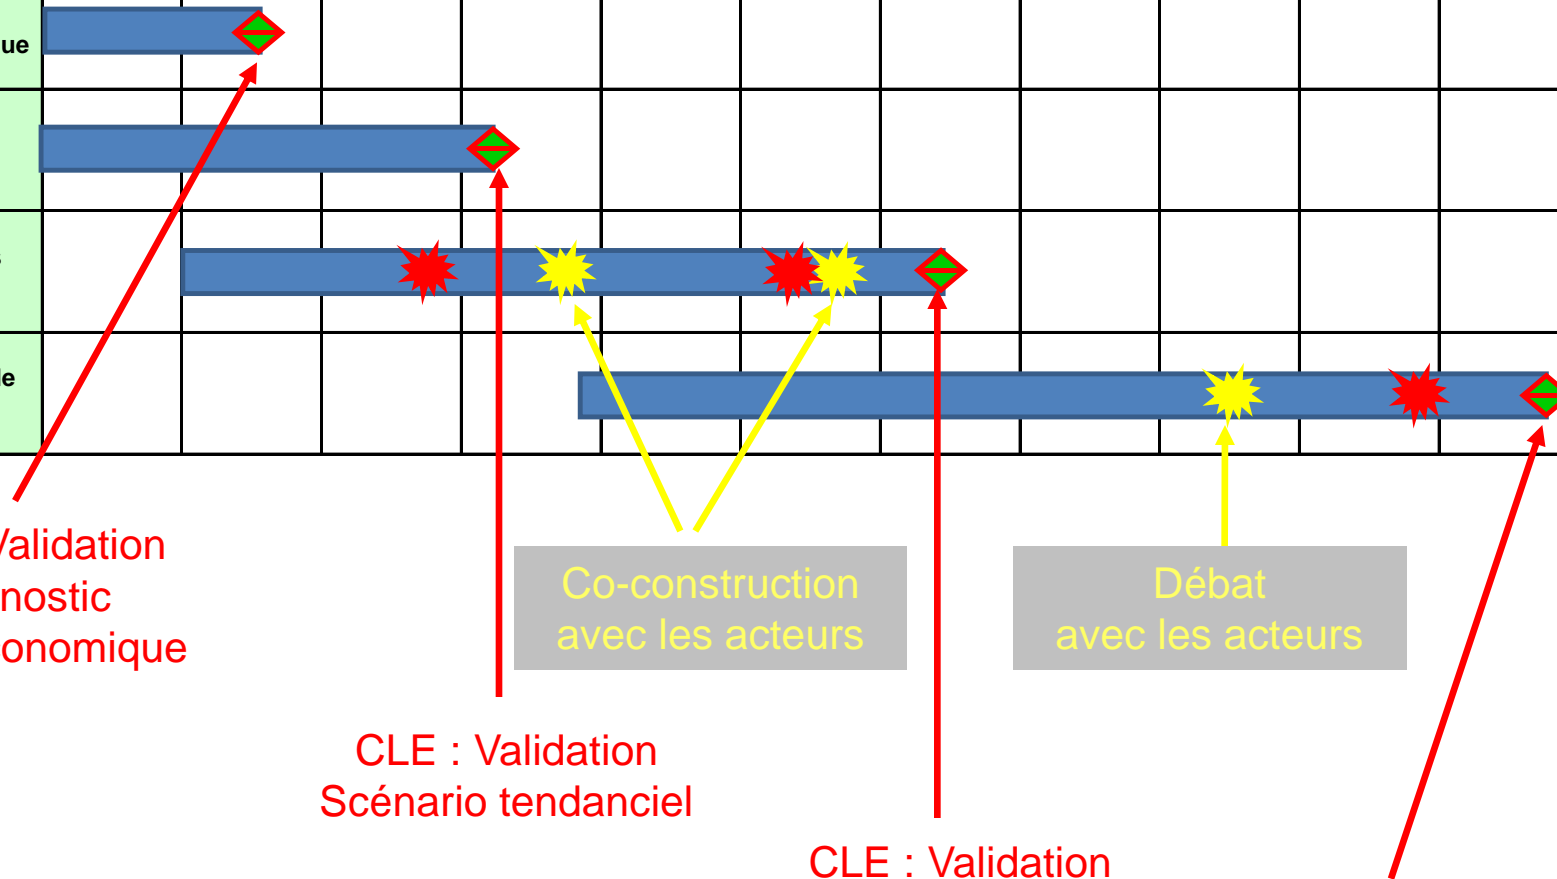 ue
s
le
Validation
nostic
onomique
Co-construction
avec les acteurs
Débat
avec les acteurs
CLE : Validation
Scénario tendanciel
CLE : Validation